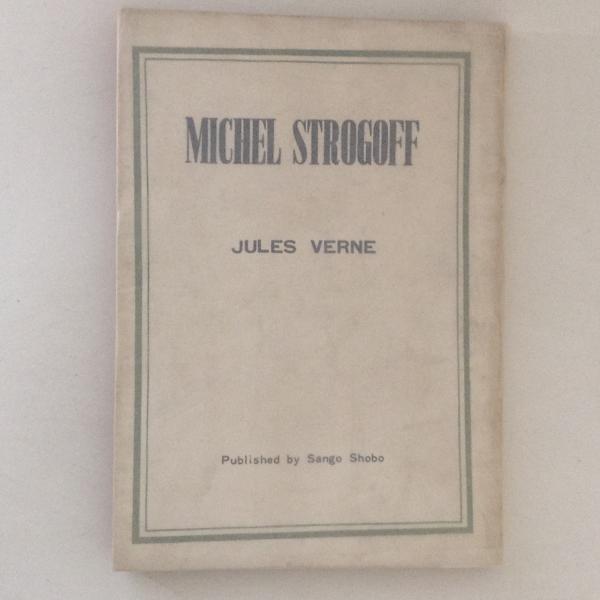 MICHEL STROGOFF
JULES VERNE
Published by Sango Shobo